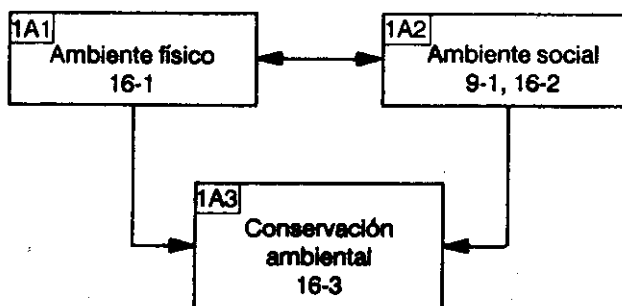 1A1
Ambiente físico
16-1
1A2
Ambiente social
9-1, 16-2
1A3
Conservación
ambiental
16-3